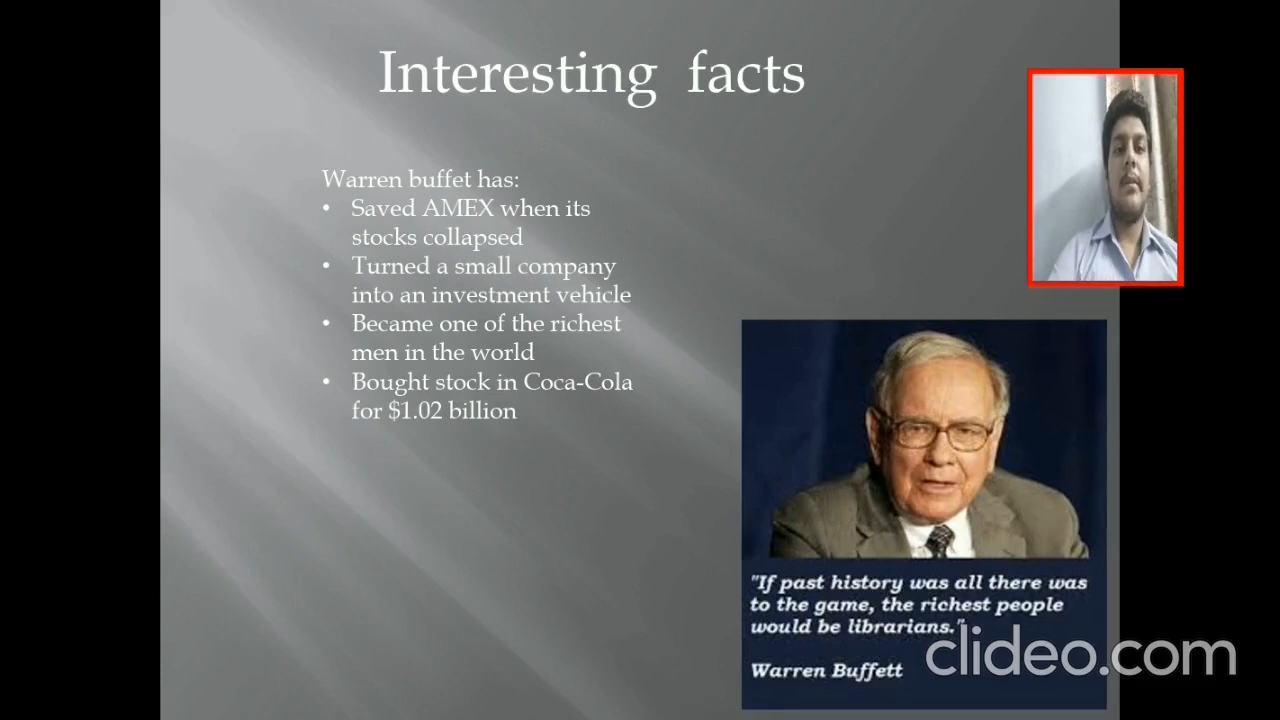 Interesting facts
Warren buffet has:
• Saved AMEX when its
stocks collapsed
• Turned a small company
into an investment vehicle
• Became one of the richest
men in the world
• Bought stock in Coca-Cola
for $1.02 billion
"If past history was all there was
to the game, the richest people
would be librarians."
Warren Buffett
clideo.com